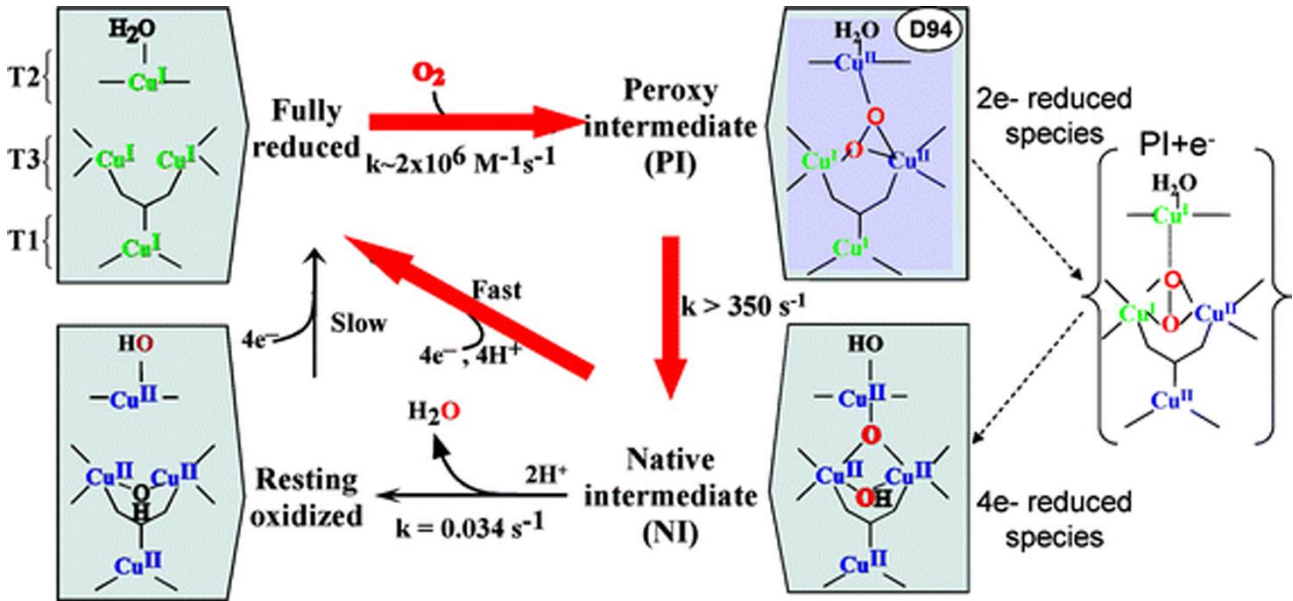 H₂O
Cu^I
T2
T3
T1
Cu^I Cu^I
Cu^I
Fully
reduced
O₂
k~2x10⁶ M⁻¹s⁻¹
Peroxy
intermediate
(PI)
D94
H₂O
Cu^II
O
O
Cu^I Cu^II
Cu^I
2e- reduced
species
PI+e⁻
H₂O
Cu^I
O
O
Cu^I Cu^II
Cu^II
k > 350 s⁻¹
Fast
4e⁻, 4H⁺
Slow
4e⁻
HO
Cu^II
Cu^II Cu^II
O
H
Cu^II
Resting
oxidized
H₂O
2H⁺
k = 0.034 s⁻¹
Native
intermediate
(NI)
HO
Cu^II
O
Cu^II Cu^II
OH
Cu^II
4e- reduced
species